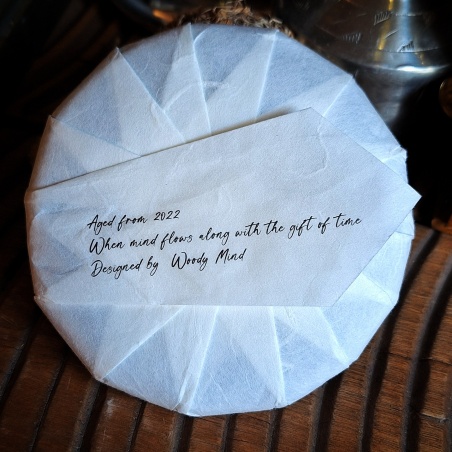 Aged from 2022
When mind flows along with the gift of time
Designed by Woody Mind